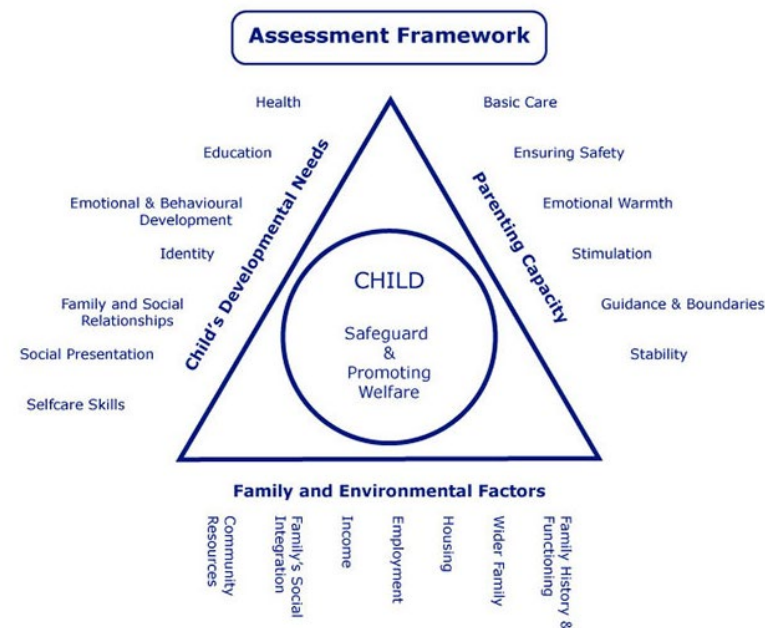 Assessment Framework
Health
Education
Emotional & Behavioural
Development
Identity
Family and Social
Relationships
Social Presentation
Selfcare Skills
Child's Developmental Needs
Basic Care
Ensuring Safety
Emotional Warmth
Stimulation
Guidance & Boundaries
Stability
Parenting Capacity
CHILD
Safeguard
&
Promoting
Welfare
Family and Environmental Factors
Community
Resources
Family's Social
Integration
Income
Employment
Housing
Wider Family
Family History &
Functioning